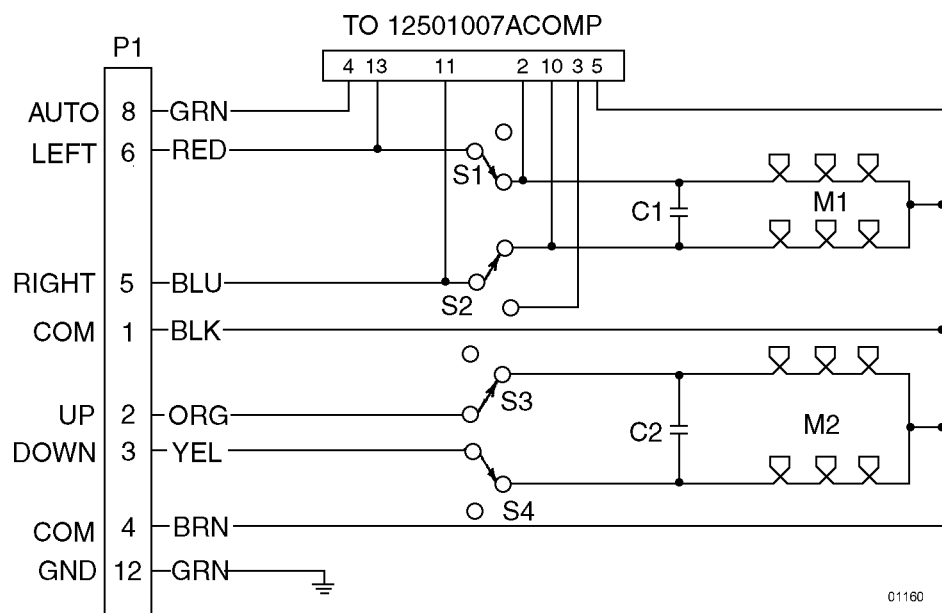 TO 12501007ACOMP
P1
4 13 11 2 10 3 5
AUTO 8 GRN
LEFT 6 RED
S1
C1
M1
RIGHT 5 BLU
S2
COM 1 BLK
UP 2 ORG
S3
C2
M2
DOWN 3 YEL
S4
COM 4 BRN
GND 12 GRN
01160